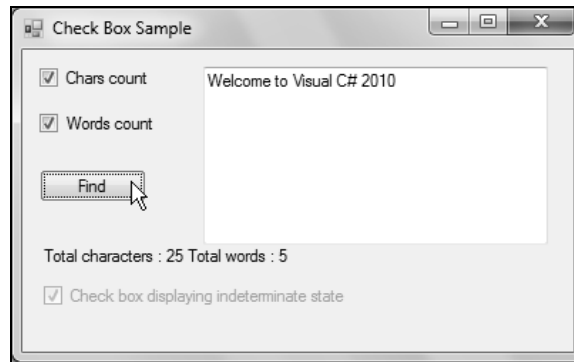 Check Box Sample
Chars count
Welcome to Visual C# 2010
Words count
Find
Total characters : 25 Total words : 5
Check box displaying indeterminate state